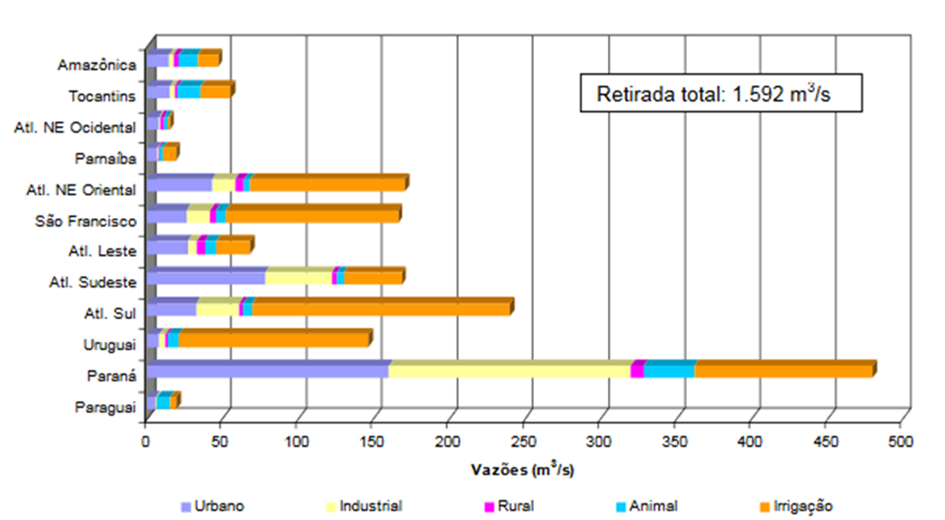 Amazônica
Tocantins
Atl. NE Ocidental
Parnaíba
Atl. NE Oriental
São Francisco
Atl. Leste
Atl. Sudeste
Atl. Sul
Uruguai
Paraná
Paraguai
Retirada total: 1.592 m³/s
0 50 100 150 200 250 300 350 400 450 500
Vazões (m³/s)
Urbano Industrial Rural Animal Irrigação